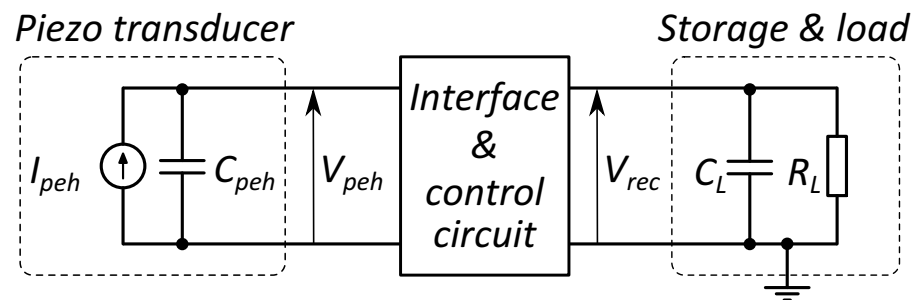 Piezo transducer
Storage & load
I_peh
C_peh
V_peh
Interface
&
control
circuit
V_rec
C_L
R_L